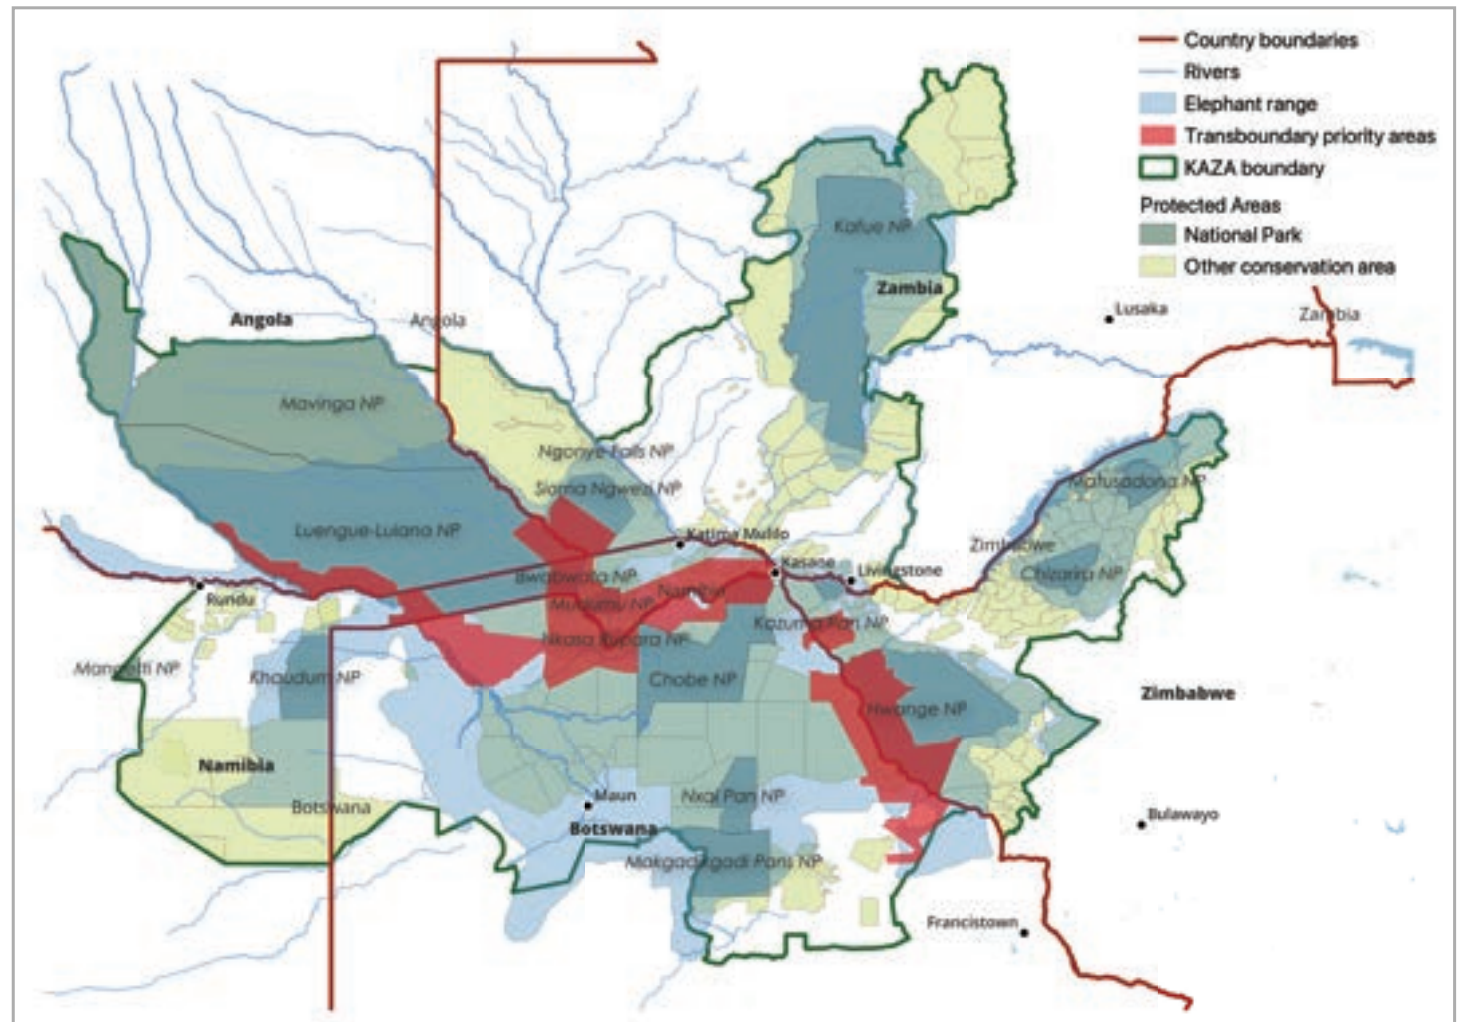 Country boundaries
Rivers
Elephant range
Transboundary priority areas
KAZA boundary
Protected Areas
National Park
Other conservation area
Kafue NP
Zambia
Lusaka
Zambia
Angola
Angola
Mavinga NP
Ngonye Falls NP
Sioma Ngwezi NP
Matusadona NP
Luengue-Luiana NP
Katima Mulilo
Zimbabwe
Kasane
Livingstone
Chizarira NP
Bwabwata NP
Namibia
Rundu
Mudumu NP
Kazuma Pan NP
Nkasa Rupara NP
Mangetti NP
Khaudum NP
Chobe NP
Zimbabwe
Hwange NP
Namibia
Botswana
Maun
Nxai Pan NP
Bulawayo
Botswana
Makgadikgadi Pans NP
Francistown